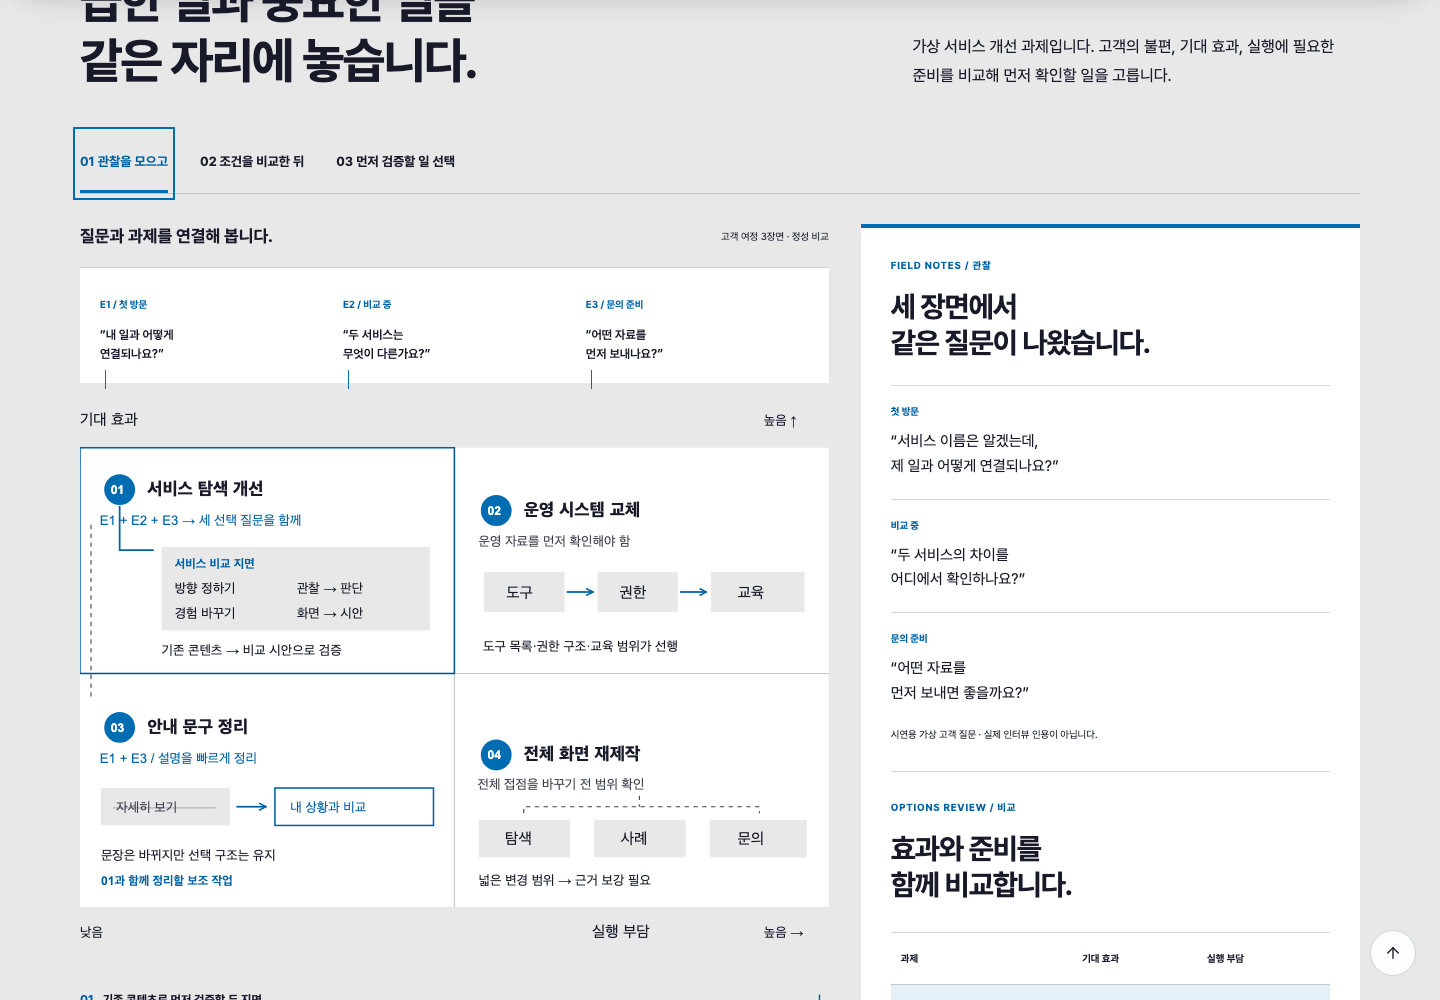 급한 일과 중요한 일을
같은 자리에 놓습니다.
가상 서비스 개선 과제입니다. 고객의 불편, 기대 효과, 실행에 필요한
준비를 비교해 먼저 확인할 일을 고릅니다.
01 관찰을 모으고
02 조건을 비교한 뒤
03 먼저 검증할 일 선택
질문과 과제를 연결해 봅니다.
고객 여정 3장면 · 정성 비교
E1 / 첫 방문
“내 일과 어떻게
연결되나요?”
E2 / 비교 중
“두 서비스는
무엇이 다른가요?”
E3 / 문의 준비
“어떤 자료를
먼저 보내나요?”
기대 효과
높음 ↑
01 서비스 탐색 개선
E1 + E2 + E3 → 세 선택 질문을 함께
서비스 비교 지면
방향 정하기 관찰 → 판단
경험 바꾸기 화면 → 시안
기존 콘텐츠 → 비교 시안으로 검증
02 운영 시스템 교체
운영 자료를 먼저 확인해야 함
도구 → 권한 → 교육
도구 목록·권한 구조·교육 범위가 선행
03 안내 문구 정리
E1 + E3 / 설명을 빠르게 정리
자세히 보기 → 내 상황과 비교
문장은 바뀌지만 선택 구조는 유지
01과 함께 정리할 보조 작업
04 전체 화면 재제작
전체 접점을 바꾸기 전 범위 확인
탐색 사례 문의
넓은 변경 범위 → 근거 보강 필요
낮음
실행 부담
높음 →
01 기존 콘텐츠로 먼저 검증할 두 지면
FIELD NOTES / 관찰
세 장면에서
같은 질문이 나왔습니다.
첫 방문
“서비스 이름은 알겠는데,
제 일과 어떻게 연결되나요?”
비교 중
“두 서비스의 차이를
어디에서 확인하나요?”
문의 준비
“어떤 자료를
먼저 보내면 좋을까요?”
시연용 가상 고객 질문 · 실제 인터뷰 인용이 아닙니다.
OPTIONS REVIEW / 비교
효과와 준비를
함께 비교합니다.
과제 기대 효과 실행 부담